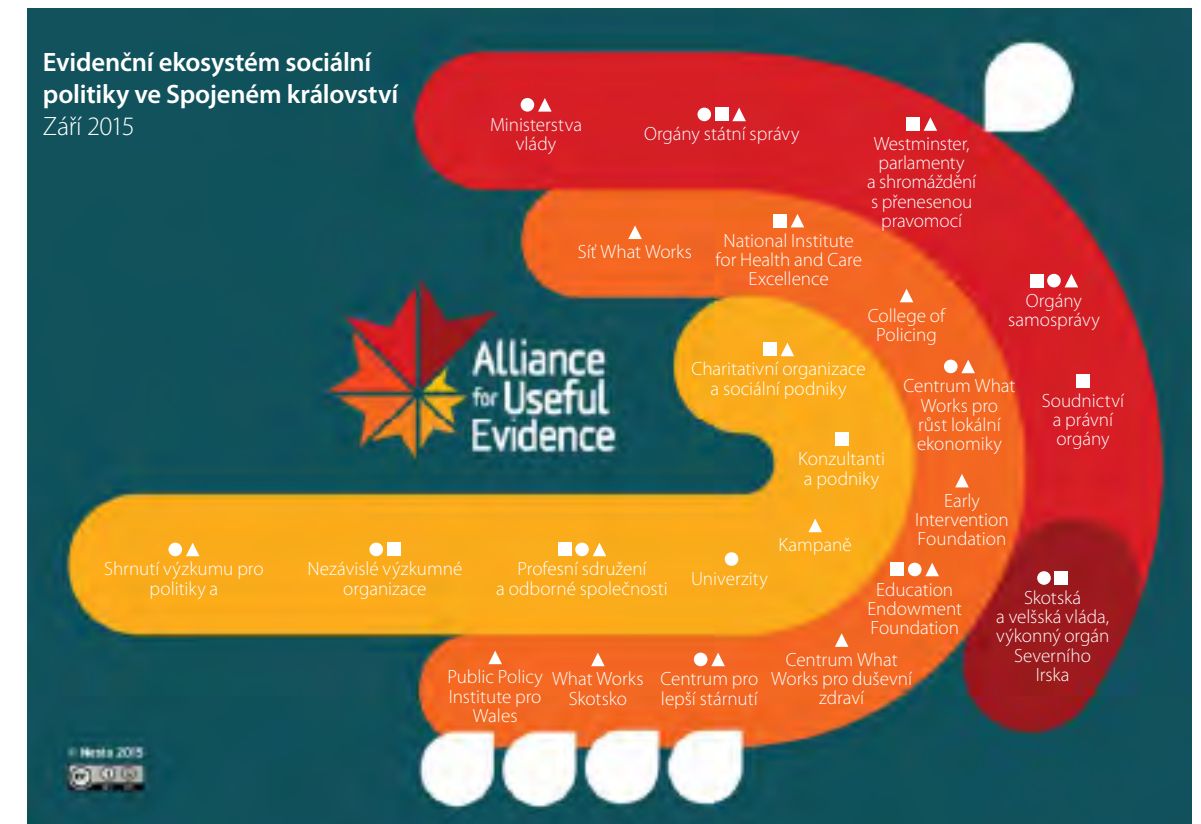 Evidenční ekosystém sociální
politiky ve Spojeném království
Září 2015
Ministerstva
vlády
Orgány státní správy
Westminster,
parlamenty
a shromáždění
s přenesenou
pravomocí
Síť What Works
National Institute
for Health and Care
Excellence
College of
Policing
Orgány
samosprávy
Alliance
for Useful
Evidence
Charitativní organizace
a sociální podniky
Centrum What
Works pro
růst lokální
ekonomiky
Soudnictví
a právní
orgány
Konzultanti
a podniky
Early
Intervention
Foundation
Kampaně
Shrnutí výzkumu pro
politiky a
Nezávislé výzkumné
organizace
Profesní sdružení
a odborné společnosti
Univerzity
Education
Endowment
Foundation
Skotská
a velšská vláda,
výkonný orgán
Severního
Irska
Public Policy
Institute pro
Wales
What Works
Skotsko
Centrum pro
lepší stárnutí
Centrum What
Works pro duševní
zdraví
© Nesta 2015